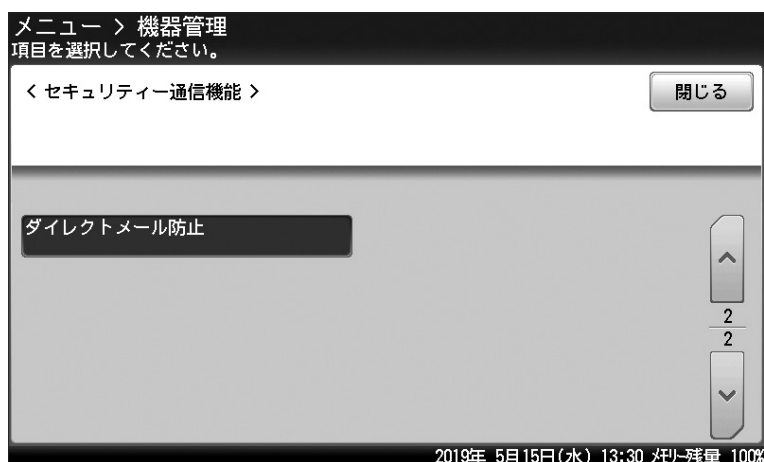 メニュー > 機器管理
項目を選択してください。
< セキュリティー通信機能 >
閉じる
ダイレクトメール防止
2
2
2019年 5月15日(水) 13:30 ﾒﾓﾘｰ残量 100%